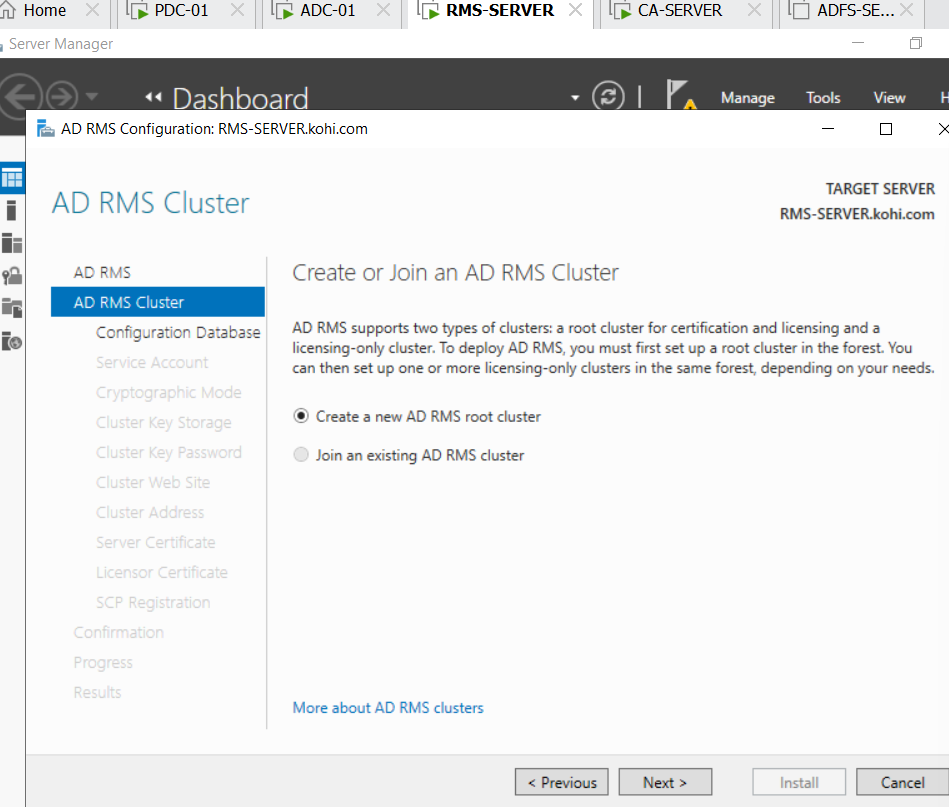 Home
PDC-01
ADC-01
RMS-SERVER
CA-SERVER
ADFS-SE...
Server Manager
Dashboard
Manage
Tools
View
H
AD RMS Configuration: RMS-SERVER.kohi.com
AD RMS Cluster
TARGET SERVER
RMS-SERVER.kohi.com
AD RMS
AD RMS Cluster
Configuration Database
Service Account
Cryptographic Mode
Cluster Key Storage
Cluster Key Password
Cluster Web Site
Cluster Address
Server Certificate
Licensor Certificate
SCP Registration
Confirmation
Progress
Results
Create or Join an AD RMS Cluster
AD RMS supports two types of clusters: a root cluster for certification and licensing and a
licensing-only cluster. To deploy AD RMS, you must first set up a root cluster in the forest. You
can then set up one or more licensing-only clusters in the same forest, depending on your needs.
Create a new AD RMS root cluster
Join an existing AD RMS cluster
More about AD RMS clusters
< Previous
Next >
Install
Cancel